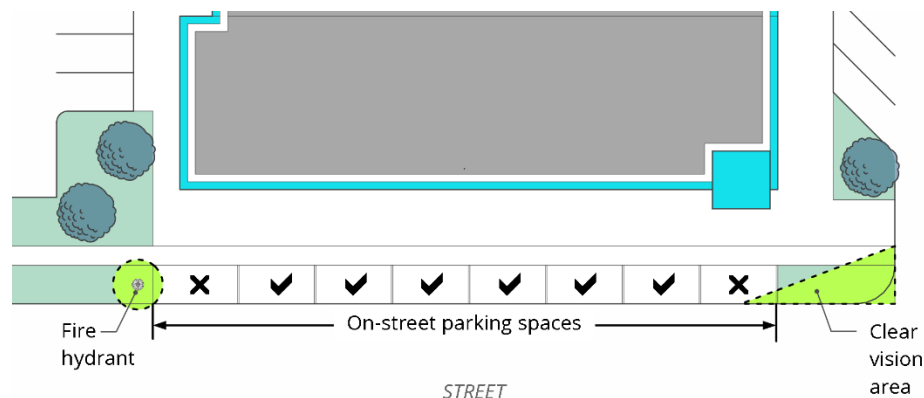 Fire
hydrant
On-street parking spaces
Clear
vision
area
STREET